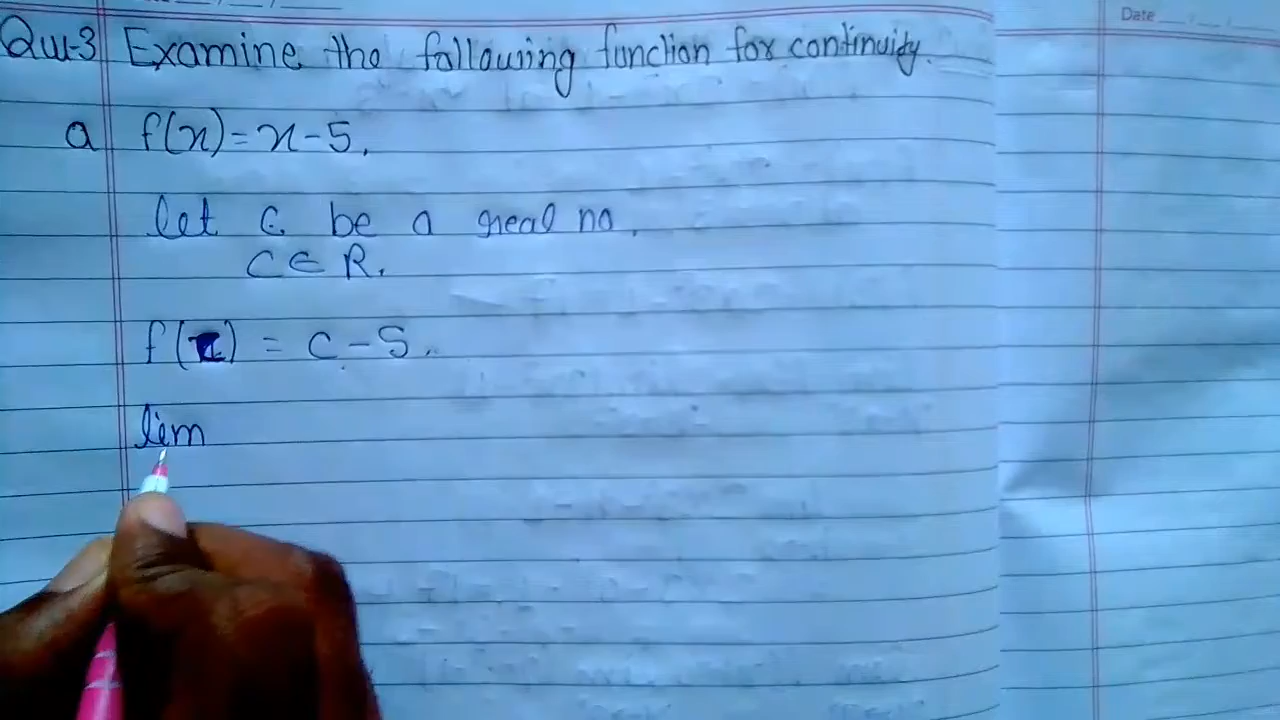 Date
Qu-3 Examine the following function for continuity.
a f(x)=x-5.
let c be a real no.
C∈R.
f(c) = C-5.
lim